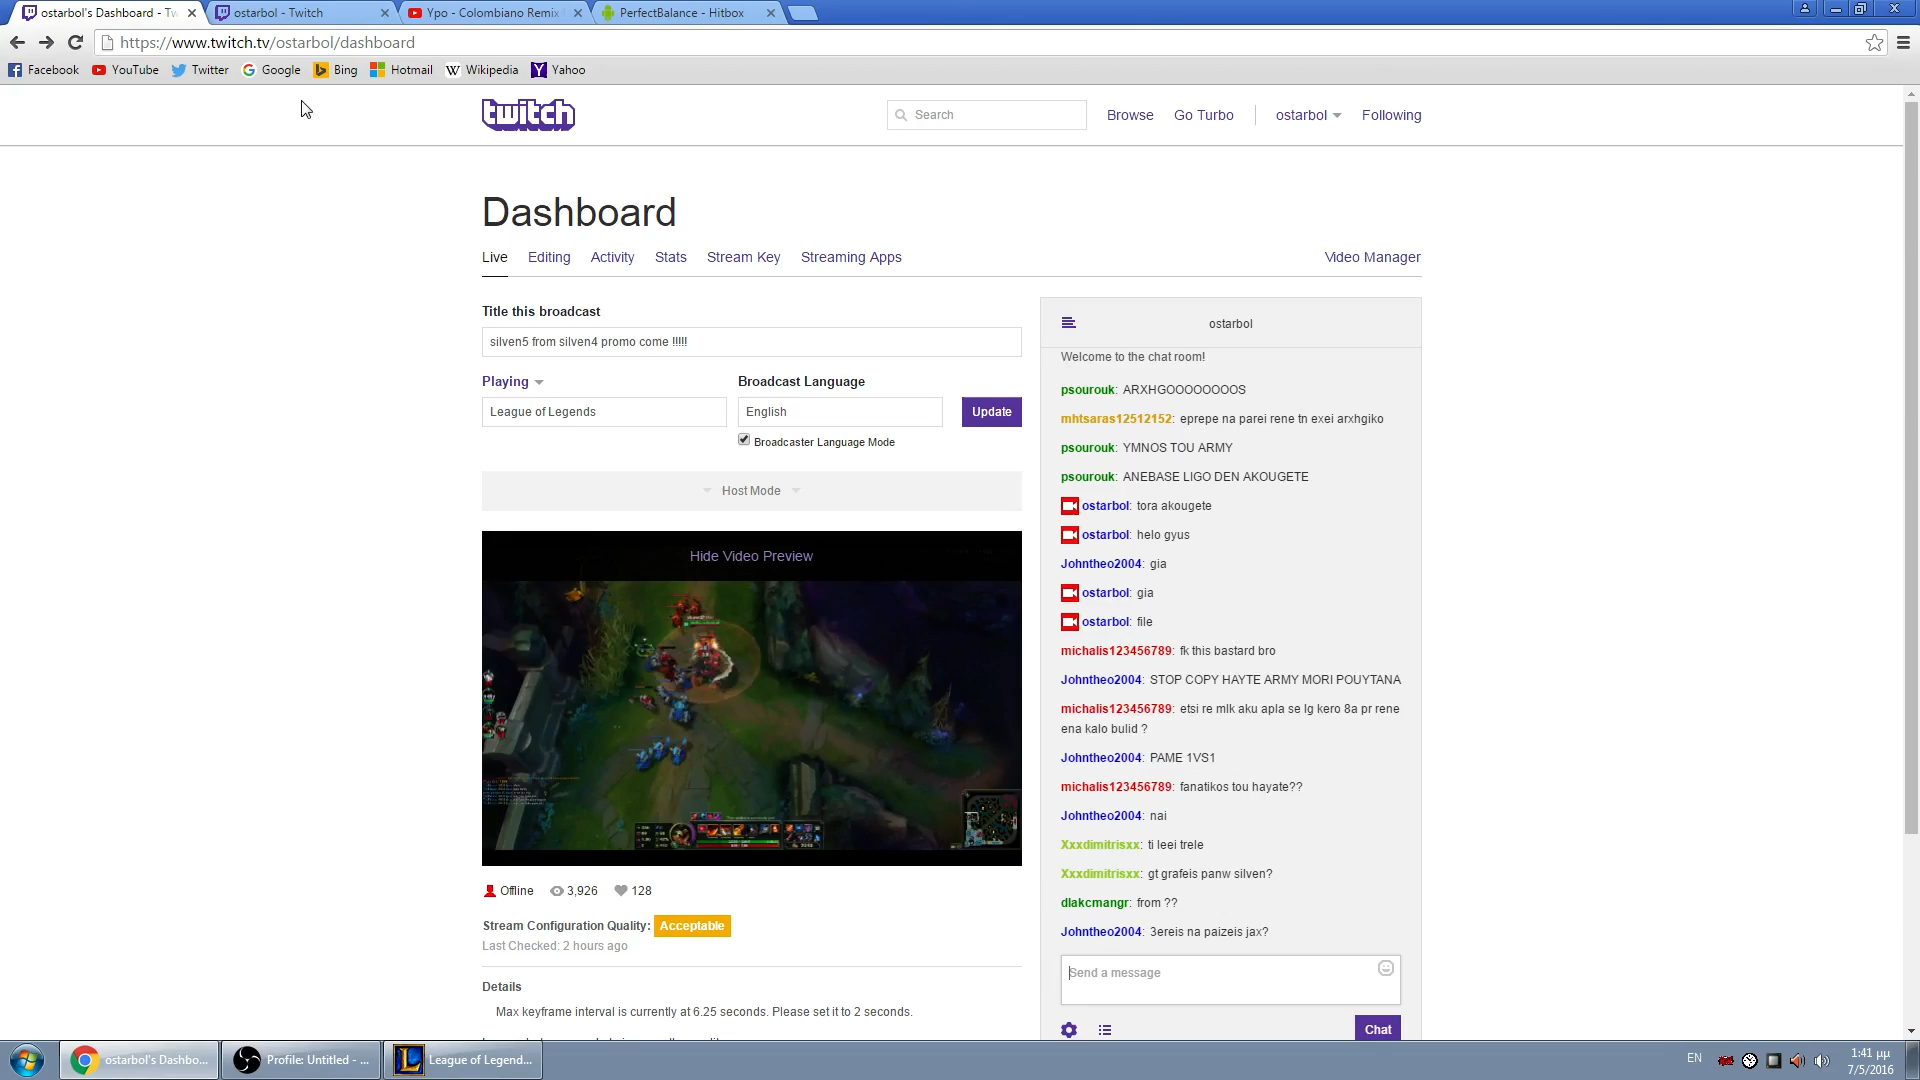 ostarbol's Dashboard - Tw
ostarbol - Twitch
Ypo - Colombiano Remix
PerfectBalance - Hitbox
https://www.twitch.tv/ostarbol/dashboard
Facebook YouTube Twitter Google Bing Hotmail Wikipedia Yahoo
twitch
Search
Browse Go Turbo ostarbol Following
Dashboard
Live Editing Activity Stats Stream Key Streaming Apps Video Manager
Title this broadcast
silven5 from silven4 promo come !!!!!
Playing
Broadcast Language
League of Legends
English
Update
Broadcaster Language Mode
Host Mode
Hide Video Preview
Offline 3,926 128
Stream Configuration Quality: Acceptable
Last Checked: 2 hours ago
Details
Max keyframe interval is currently at 6.25 seconds. Please set it to 2 seconds.
ostarbol
Welcome to the chat room!
psourouk: ARXHGOOOOOOOOS
mhtsaras12512152: eprepe na parei rene tn exei arxhgiko
psourouk: YMNOS TOU ARMY
psourouk: ANEBASE LIGO DEN AKOUGETE
ostarbol: tora akougete
ostarbol: helo gyus
Johntheo2004: gia
ostarbol: gia
ostarbol: file
michalis123456789: fk this bastard bro
Johntheo2004: STOP COPY HAYTE ARMY MORI POUYTANA
michalis123456789: etsi re mlk aku apla se lg kero 8a pr rene
ena kalo bulid ?
Johntheo2004: PAME 1VS1
michalis123456789: fanatikos tou hayate??
Johntheo2004: nai
Xxxdimitrisxx: ti leei trele
Xxxdimitrisxx: gt grafeis panw silven?
dlakcmangr: from ??
Johntheo2004: 3ereis na paizeis jax?
Send a message
Chat
ostarbol's Dashbo...
Profile: Untitled - ...
League of Legend...
EN
1:41 μμ
7/5/2016